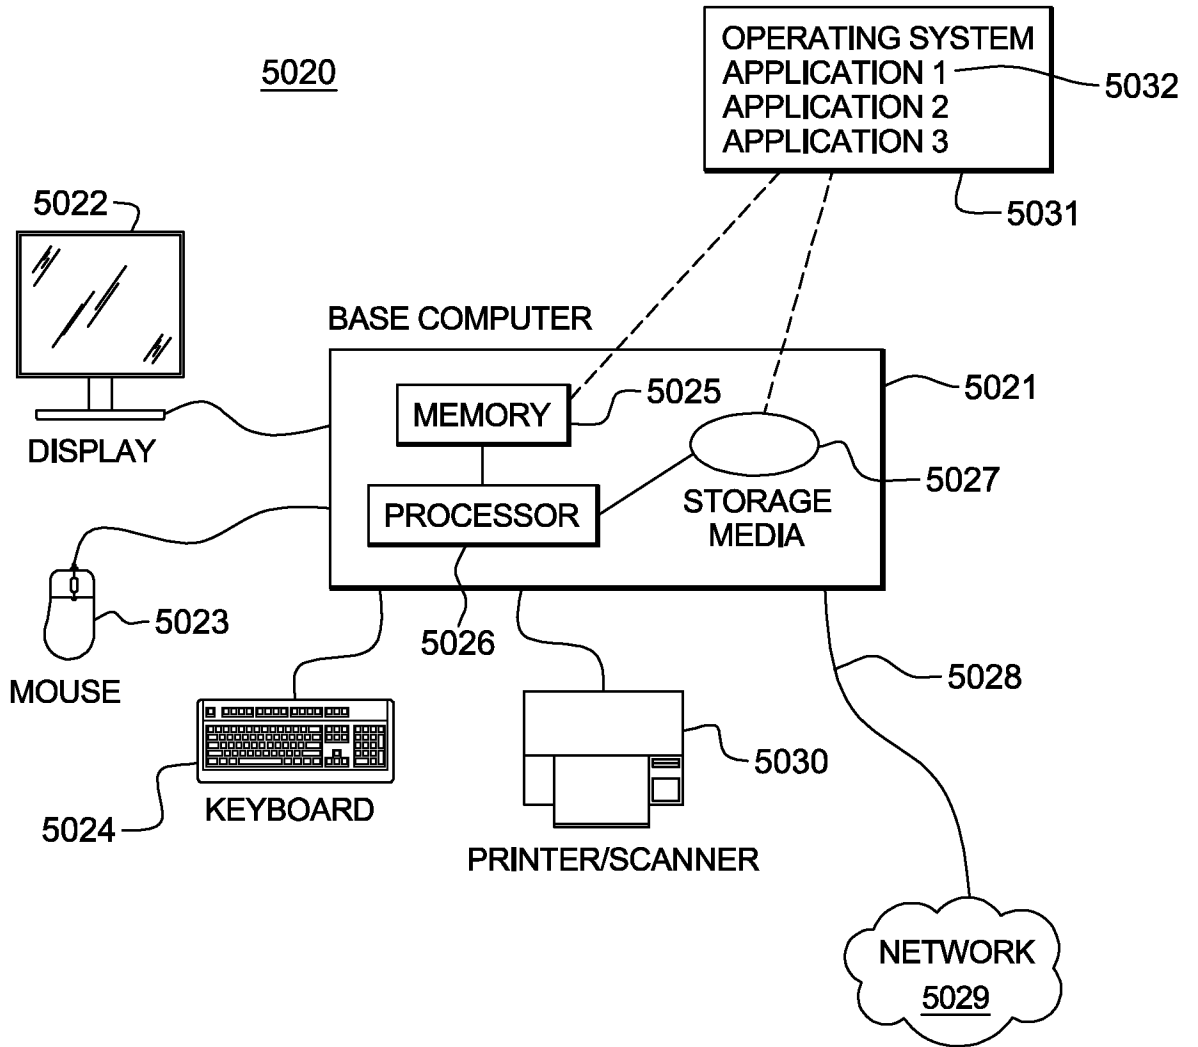 5020
OPERATING SYSTEM
APPLICATION 1
APPLICATION 2
APPLICATION 3
5032
5031
5022
DISPLAY
BASE COMPUTER
5021
MEMORY
5025
PROCESSOR
5026
STORAGE
MEDIA
5027
MOUSE
5023
KEYBOARD
5024
PRINTER/SCANNER
5030
5028
NETWORK
5029